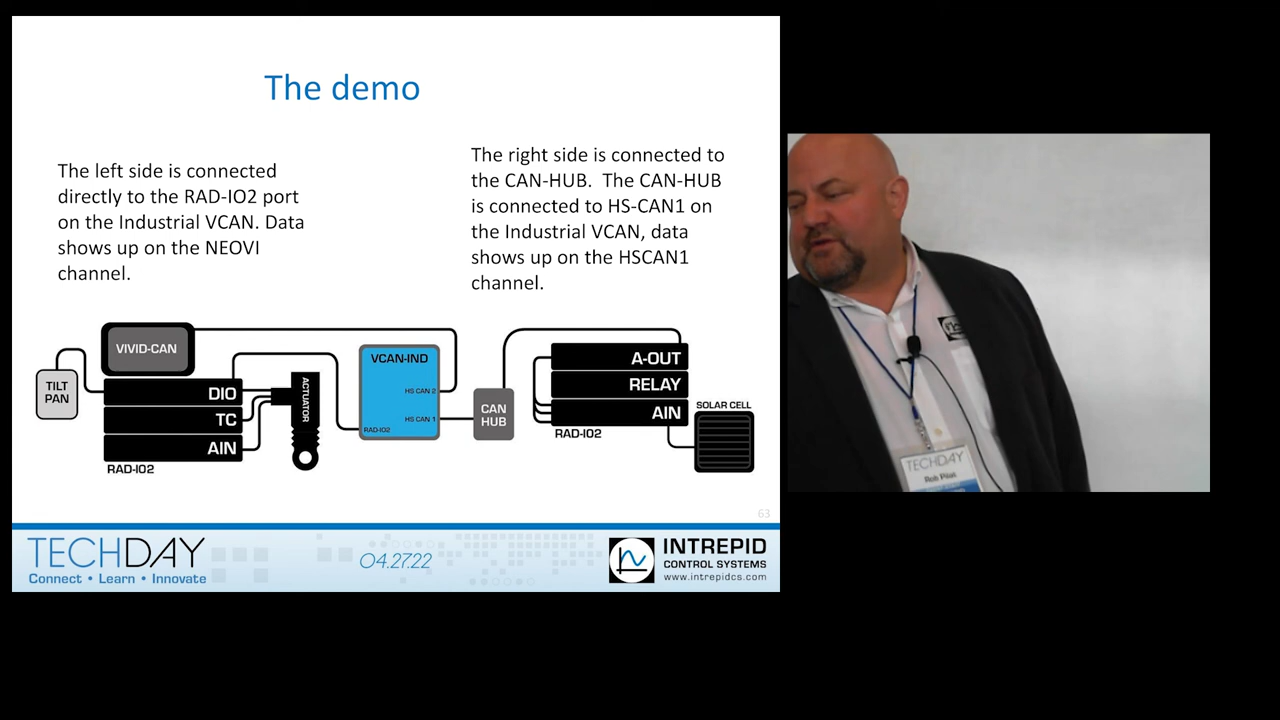 The demo
The left side is connected
directly to the RAD-IO2 port
on the Industrial VCAN. Data
shows up on the NEOVI
channel.
The right side is connected to
the CAN-HUB. The CAN-HUB
is connected to HS-CAN1 on
the Industrial VCAN, data
shows up on the HSCAN1
channel.
VIVID-CAN
TILT
PAN
DIO
TC
AIN
RAD-IO2
ACTUATOR
VCAN-IND
HS CAN 2
HS CAN 1
RAD-IO2
CAN
HUB
A-OUT
RELAY
AIN
RAD-IO2
SOLAR CELL
63
TECHDAY
Connect • Learn • Innovate
04.27.22
INTREPID
CONTROL SYSTEMS
www.intrepidcs.com
TECHDAY
Rob Pilat